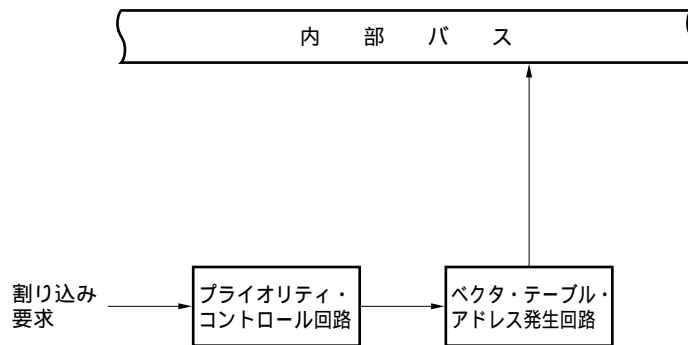 内部バス
割り込み
要求
プライオリティ・
コントロール回路
ベクタ・テーブル・
アドレス発生回路